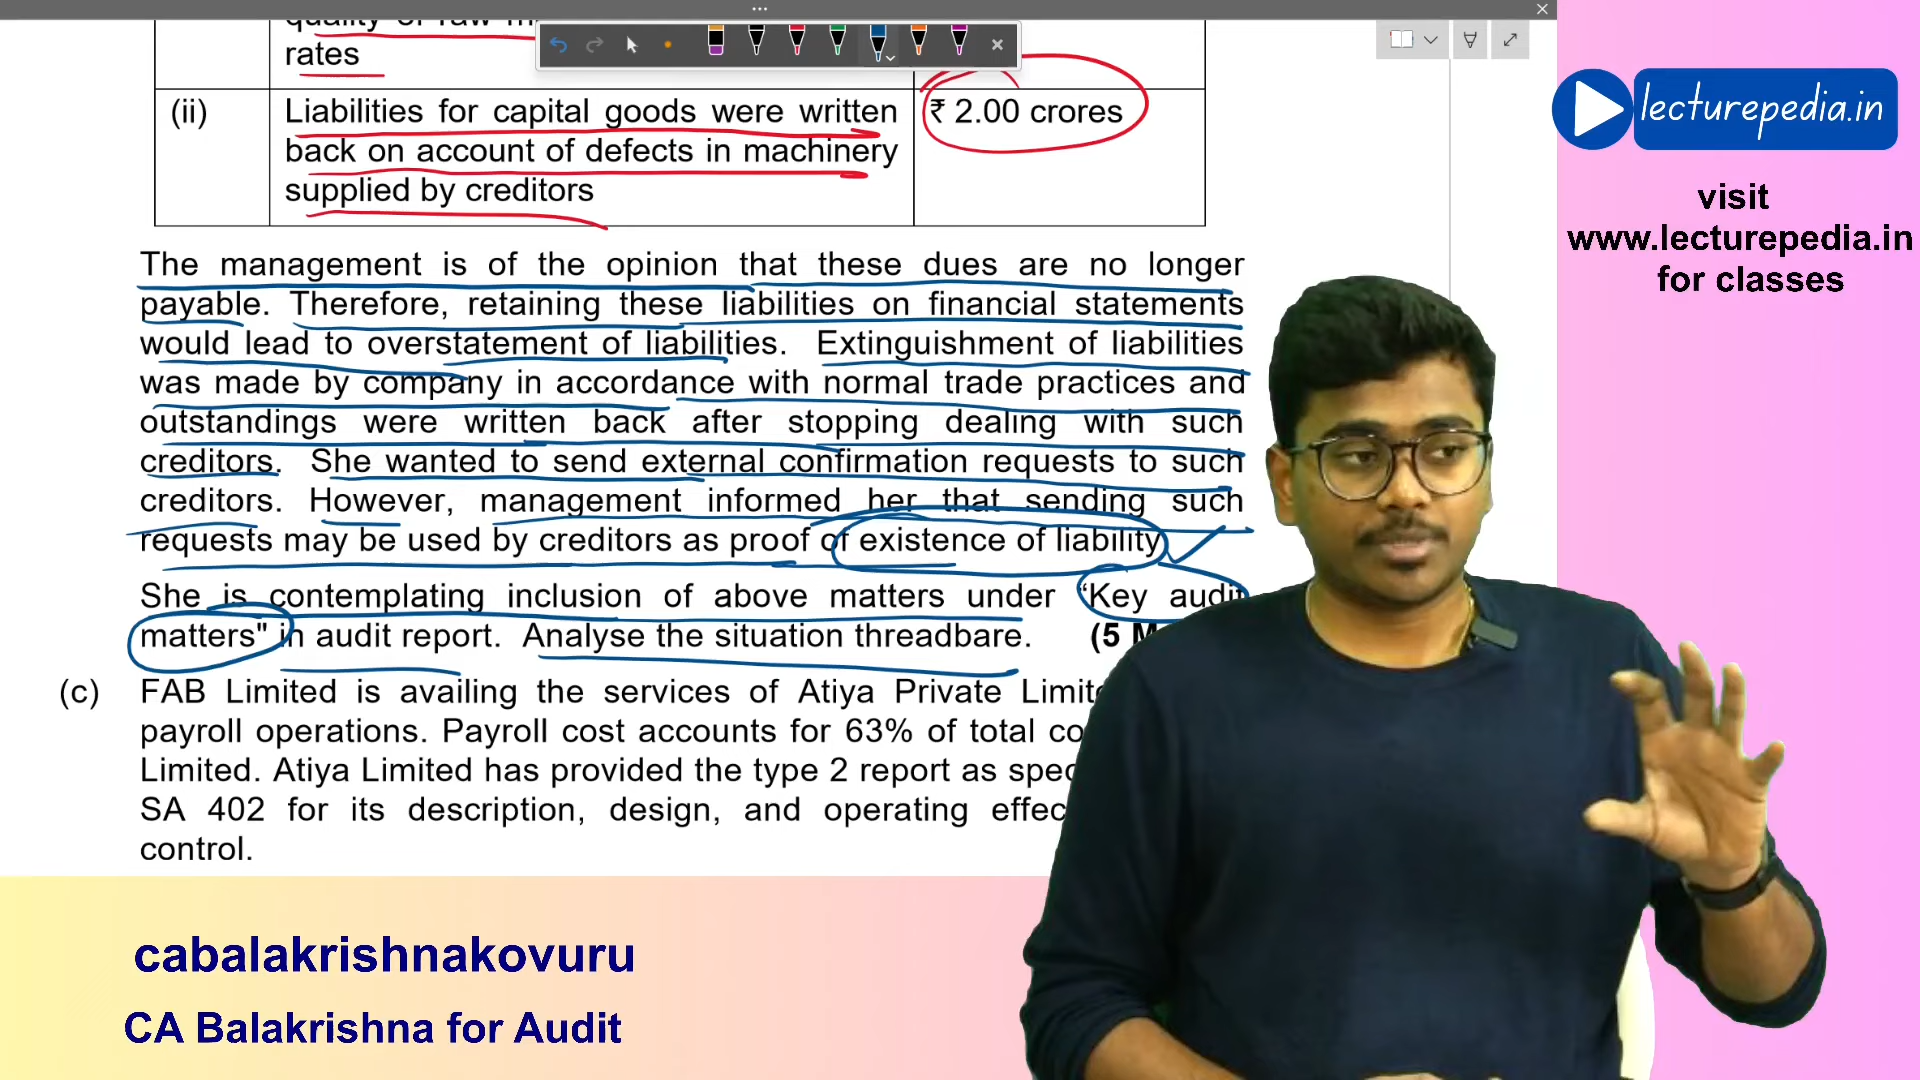 rates
(ii) Liabilities for capital goods were written ₹ 2.00 crores
back on account of defects in machinery
supplied by creditors
The management is of the opinion that these dues are no longer
payable. Therefore, retaining these liabilities on financial statements
would lead to overstatement of liabilities. Extinguishment of liabilities
was made by company in accordance with normal trade practices and
outstandings were written back after stopping dealing with such
creditors. She wanted to send external confirmation requests to such
creditors. However, management informed her that sending such
requests may be used by creditors as proof of existence of liability
She is contemplating inclusion of above matters under "Key audit
matters" in audit report. Analyse the situation threadbare. (5
(c) FAB Limited is availing the services of Atiya Private
payroll operations. Payroll cost accounts for 63% of total
Limited. Atiya Limited has provided the type 2 report as
SA 402 for its description, design, and operating
control.
lecturepedia.in
visit
www.lecturepedia.in
for classes
cabalakrishnakovuru
CA Balakrishna for Audit